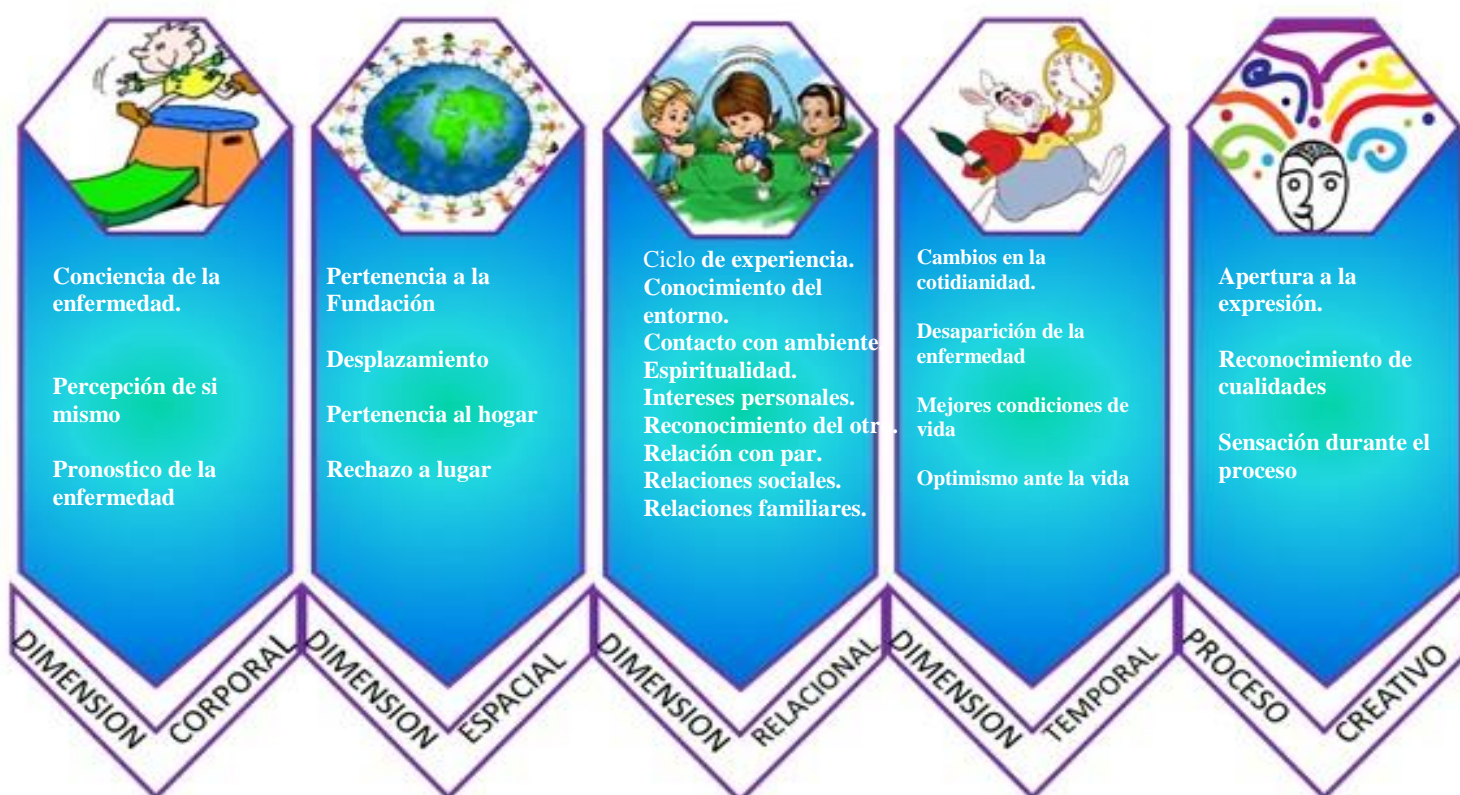 Conciencia de la
enfermedad.
Percepción de si
mismo
Pronostico de la
enfermedad
DIMENSION CORPORAL
Pertenencia a la
Fundación
Desplazamiento
Pertenencia al hogar
Rechazo a lugar
DIMENSION ESPACIAL
Ciclo de experiencia.
Conocimiento del
entorno.
Contacto con ambiente
Espiritualidad.
Intereses personales.
Reconocimiento del otro.
Relación con par.
Relaciones sociales.
Relaciones familiares.
DIMENSION RELACIONAL
Cambios en la
cotidianidad.
Desaparición de la
enfermedad
Mejores condiciones de
vida
Optimismo ante la vida
DIMENSION TEMPORAL
Apertura a la
expresión.
Reconocimiento de
cualidades
Sensación durante el
proceso
PROCESO CREATIVO